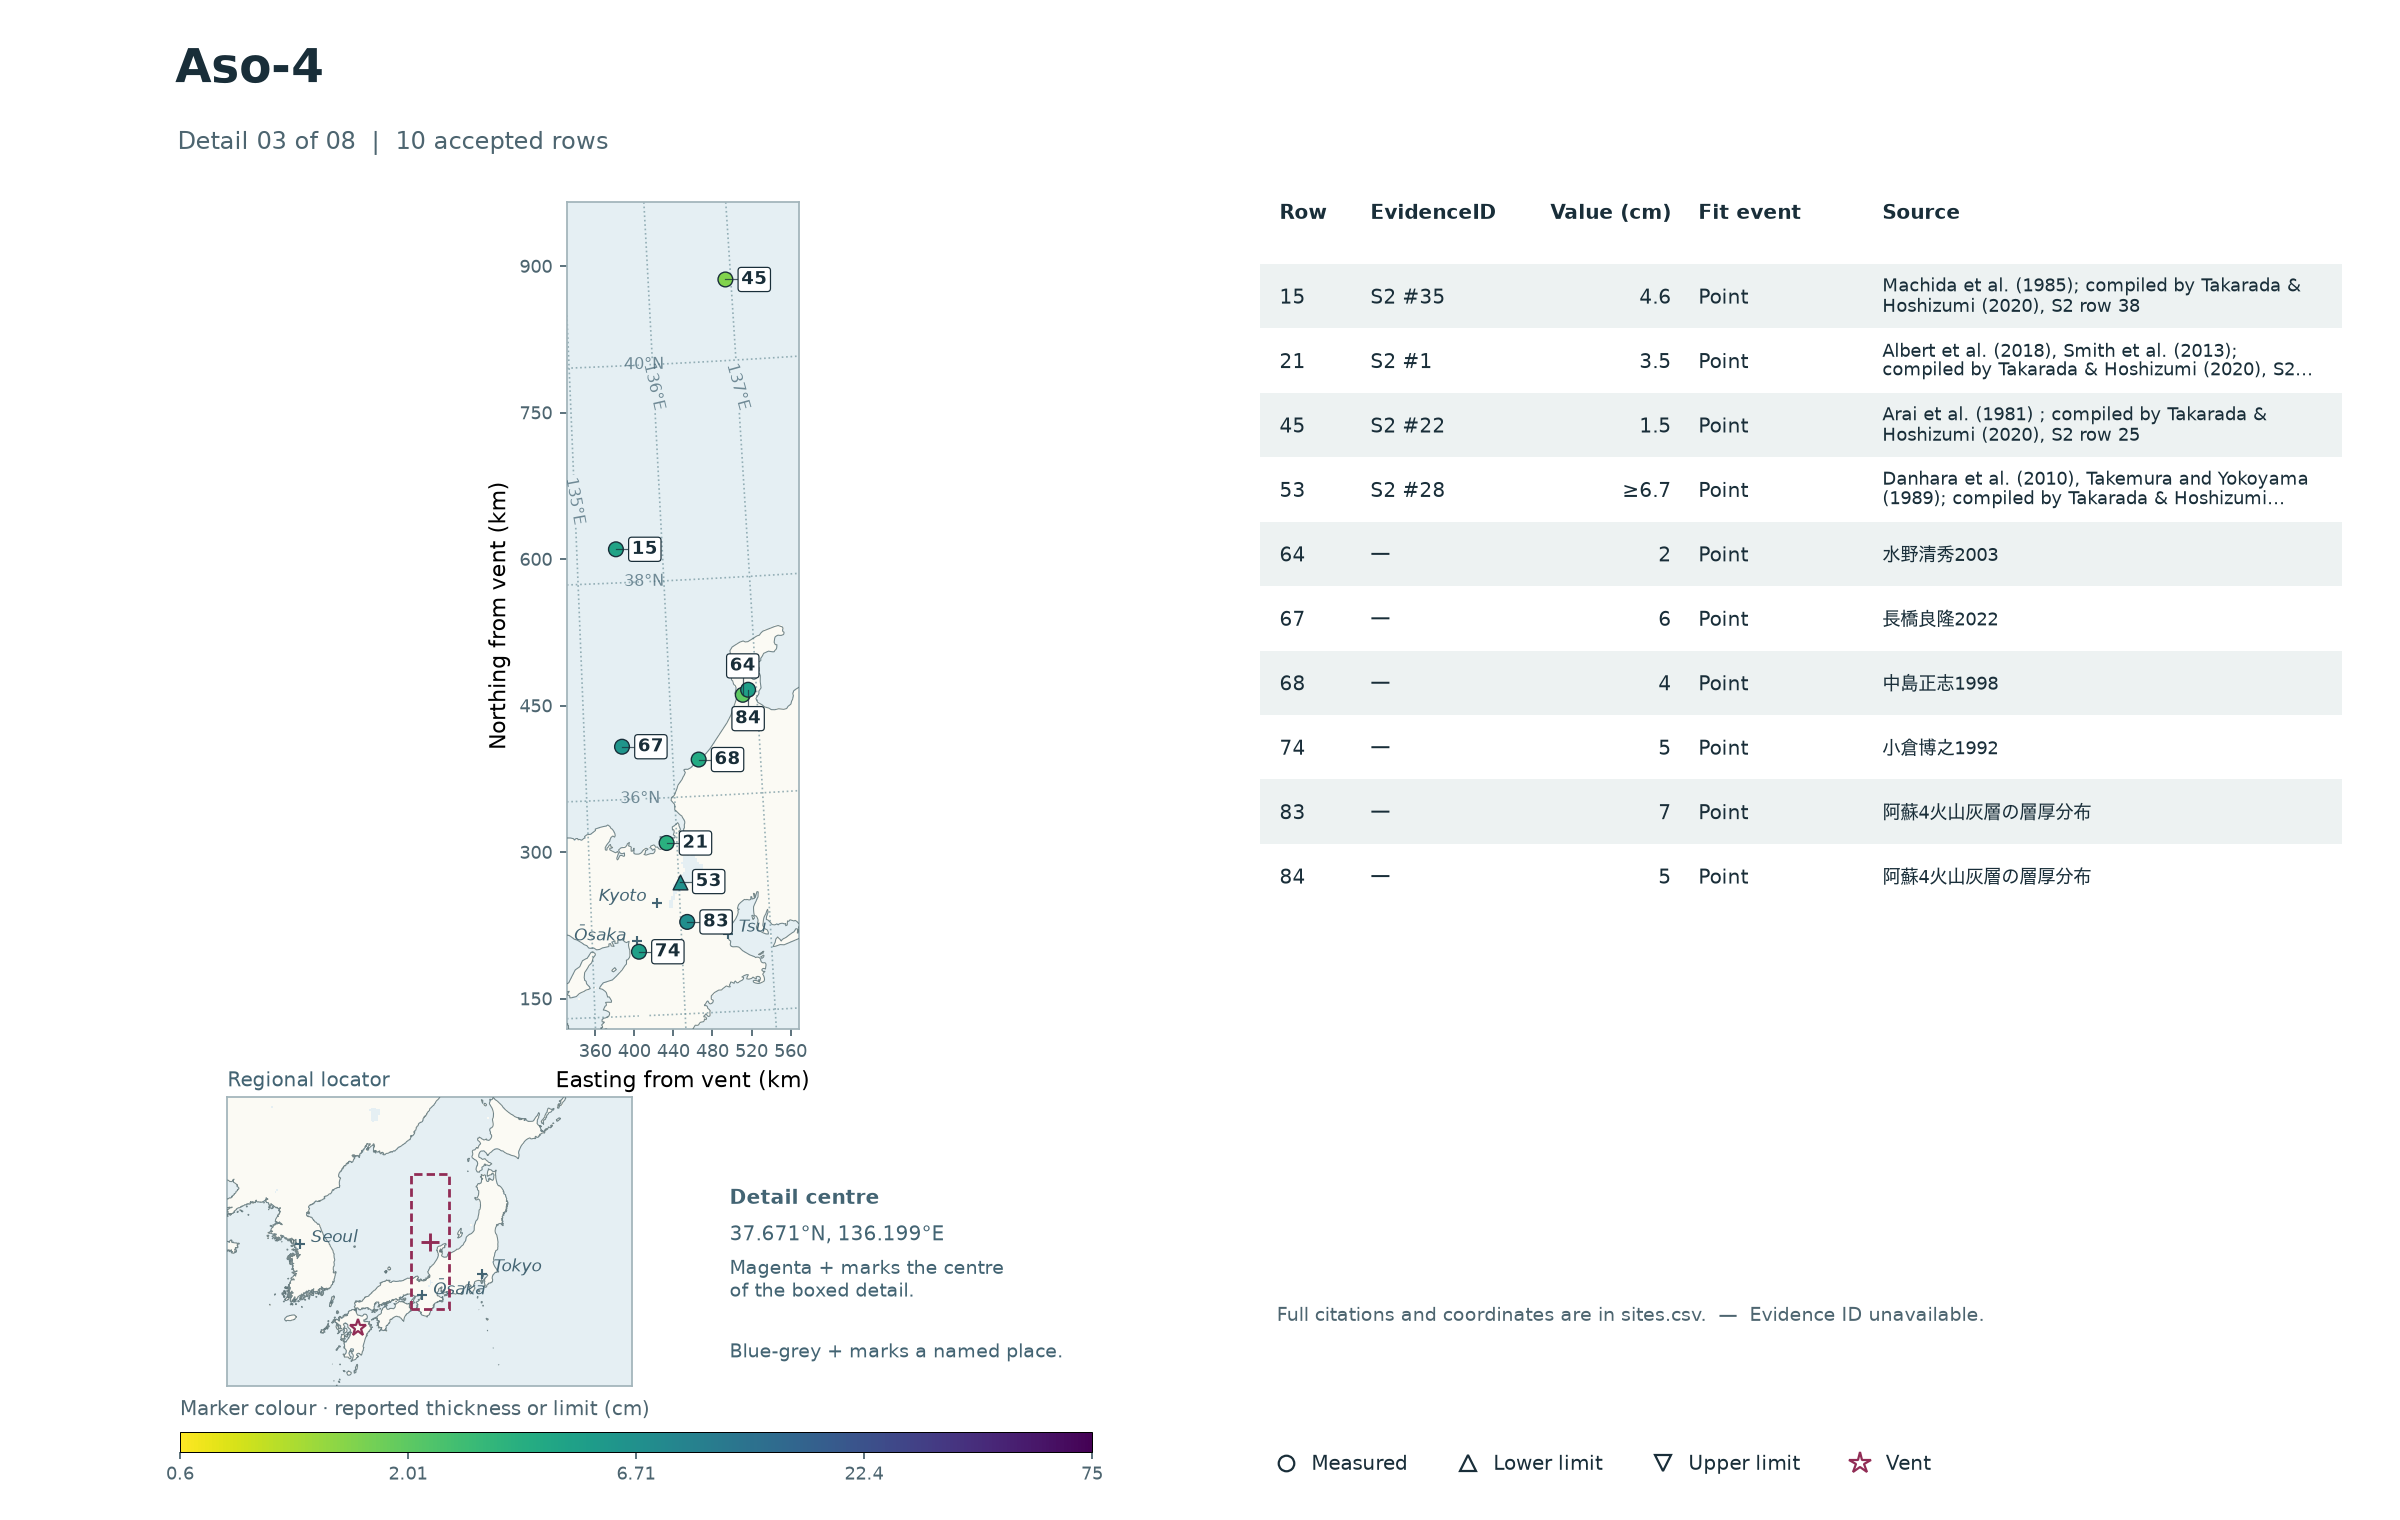 Aso-4
Detail 03 of 08 | 10 accepted rows
900
750
600
450
300
150
Northing from vent (km)
360 400 440 480 520 560
Easting from vent (km)
45
40°N
136°E
137°E
135°E
15
38°N
64
84
67
68
36°N
21
53
Kyoto
83
Tsu
Ōsaka
74
Regional locator
Seoul
Tokyo
Ōsaka
Detail centre
37.671°N, 136.199°E
Magenta + marks the centre
of the boxed detail.
Blue-grey + marks a named place.
Marker colour · reported thickness or limit (cm)
0.6 2.01 6.71 22.4 75
Row EvidenceID Value (cm) Fit event Source
15 S2 #35 4.6 Point Machida et al. (1985); compiled by Takarada &
Hoshizumi (2020), S2 row 38
21 S2 #1 3.5 Point Albert et al. (2018), Smith et al. (2013);
compiled by Takarada & Hoshizumi (2020), S2…
45 S2 #22 1.5 Point Arai et al. (1981) ; compiled by Takarada &
Hoshizumi (2020), S2 row 25
53 S2 #28 ≥6.7 Point Danhara et al. (2010), Takemura and Yokoyama
(1989); compiled by Takarada & Hoshizumi…
64 — 2 Point 水野清秀2003
67 — 6 Point 長橋良隆2022
68 — 4 Point 中島正志1998
74 — 5 Point 小倉博之1992
83 — 7 Point 阿蘇4火山灰層の層厚分布
84 — 5 Point 阿蘇4火山灰層の層厚分布
Full citations and coordinates are in sites.csv. — Evidence ID unavailable.
Measured Lower limit Upper limit Vent